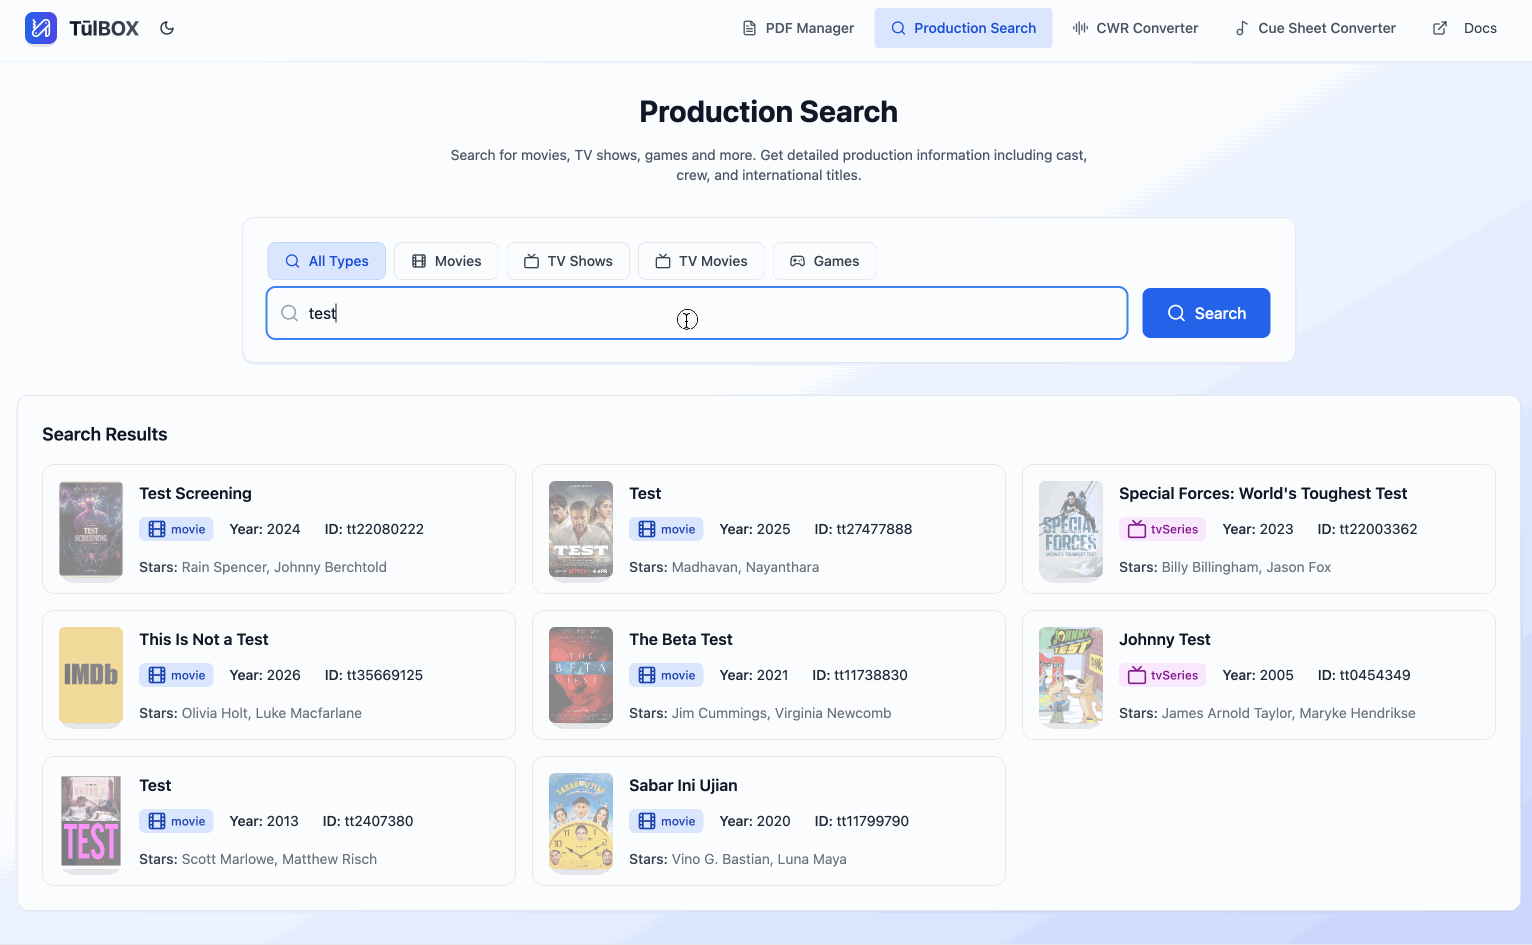 TūlBOX
PDF Manager
Production Search
CWR Converter
Cue Sheet Converter
Docs
Production Search
Search for movies, TV shows, games and more. Get detailed production information including cast,
crew, and international titles.
All Types
Movies
TV Shows
TV Movies
Games
test
Search
Search Results
TEST
SCREENING
Test Screening
movie Year: 2024 ID: tt22080222
Stars: Rain Spencer, Johnny Berchtold
TEST
Test
movie Year: 2025 ID: tt27477888
Stars: Madhavan, Nayanthara
SPECIAL
FORCES
WORLD'S TOUGHEST TEST
Special Forces: World's Toughest Test
tvSeries Year: 2023 ID: tt22003362
Stars: Billy Billingham, Jason Fox
IMDb
This Is Not a Test
movie Year: 2026 ID: tt35669125
Stars: Olivia Holt, Luke Macfarlane
THE
BETA
TEST
The Beta Test
movie Year: 2021 ID: tt11738830
Stars: Jim Cummings, Virginia Newcomb
JOHNNY
TEST
Johnny Test
tvSeries Year: 2005 ID: tt0454349
Stars: James Arnold Taylor, Maryke Hendrikse
TEST
Test
movie Year: 2013 ID: tt2407380
Stars: Scott Marlowe, Matthew Risch
Sabar Ini Ujian
movie Year: 2020 ID: tt11799790
Stars: Vino G. Bastian, Luna Maya